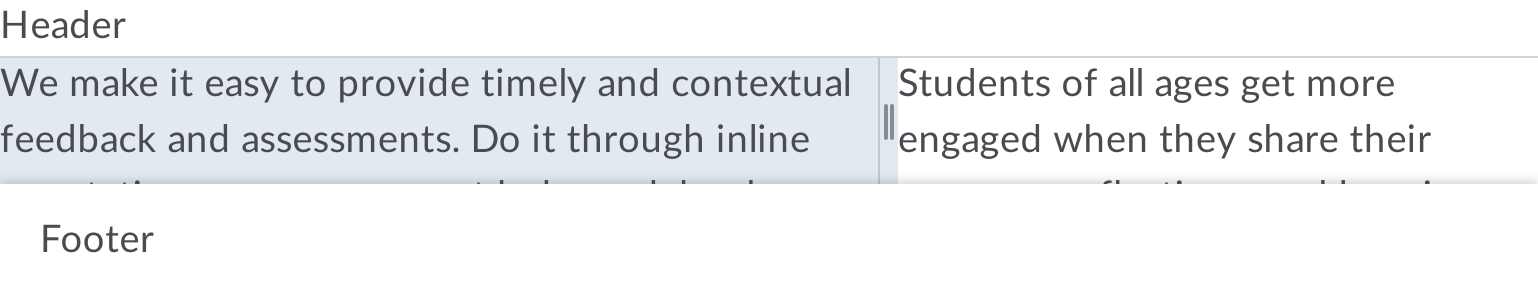 Header
We make it easy to provide timely and contextual
feedback and assessments. Do it through inline
Students of all ages get more
engaged when they share their
Footer